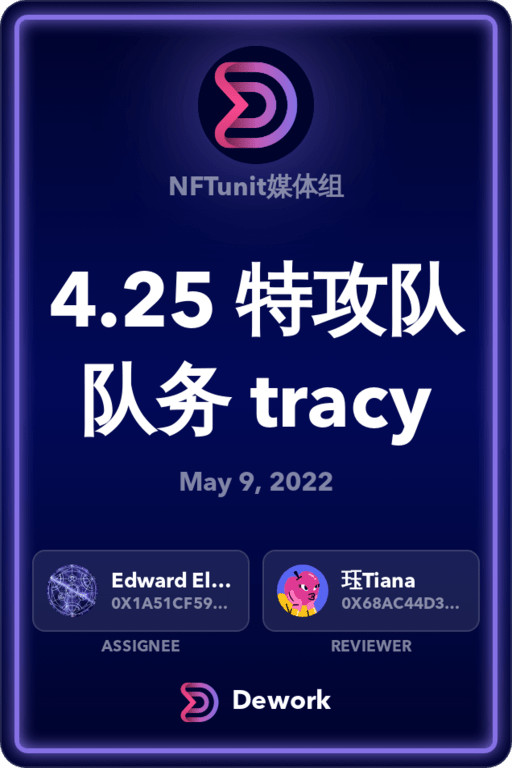 NFTunit媒体组
4.25 特攻队
队务 tracy
May 9, 2022
Edward El...
0X1A51CF59...
珏Tiana
0X68AC44D3...
ASSIGNEE
REVIEWER
Dework